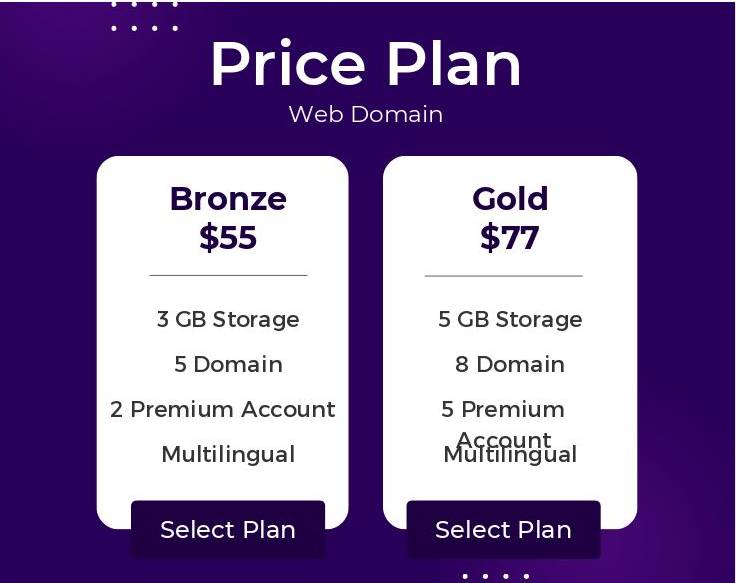 Price Plan
Web Domain
Bronze
$55
3 GB Storage
5 Domain
2 Premium Account
Multilingual
Select Plan
Gold
$77
5 GB Storage
8 Domain
5 Premium
Account
Multilingual
Select Plan